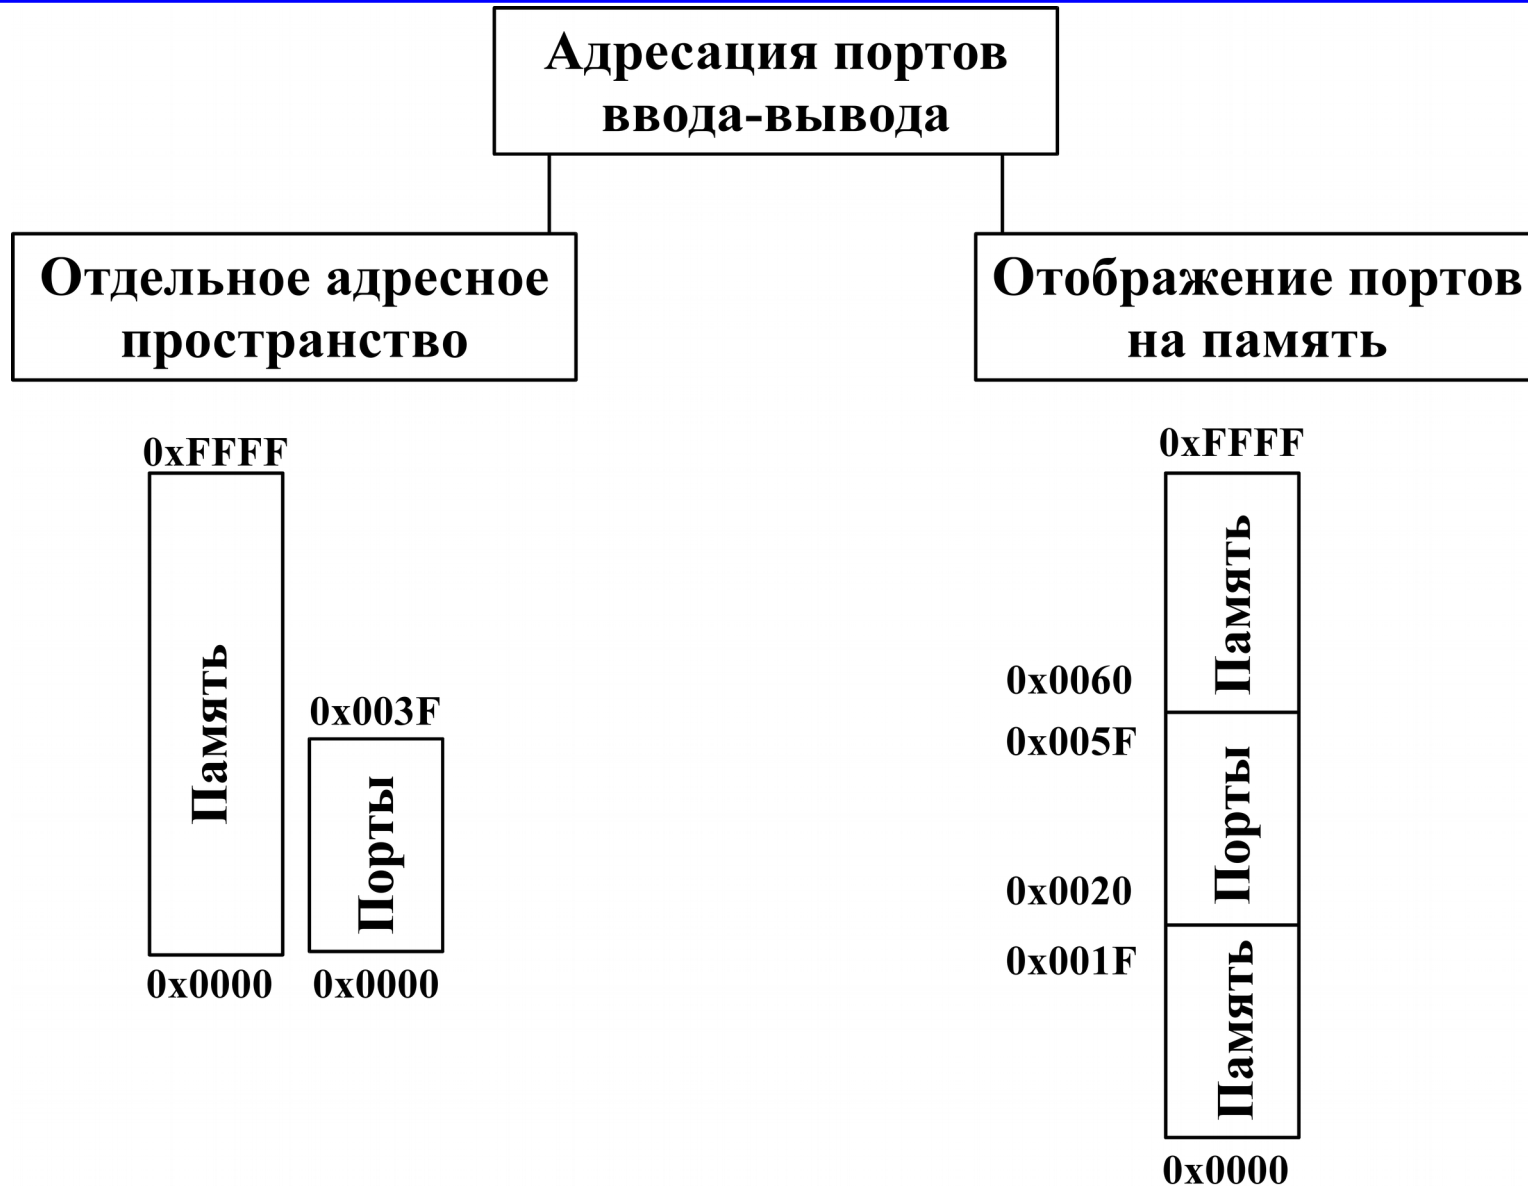 Адресация портов
ввода-вывода
Отдельное адресное
пространство
Отображение портов
на память
0xFFFF
Память
0x0000
0x003F
Порты
0x0000
0xFFFF
Память
0x0060
0x005F
Порты
0x0020
0x001F
Память
0x0000